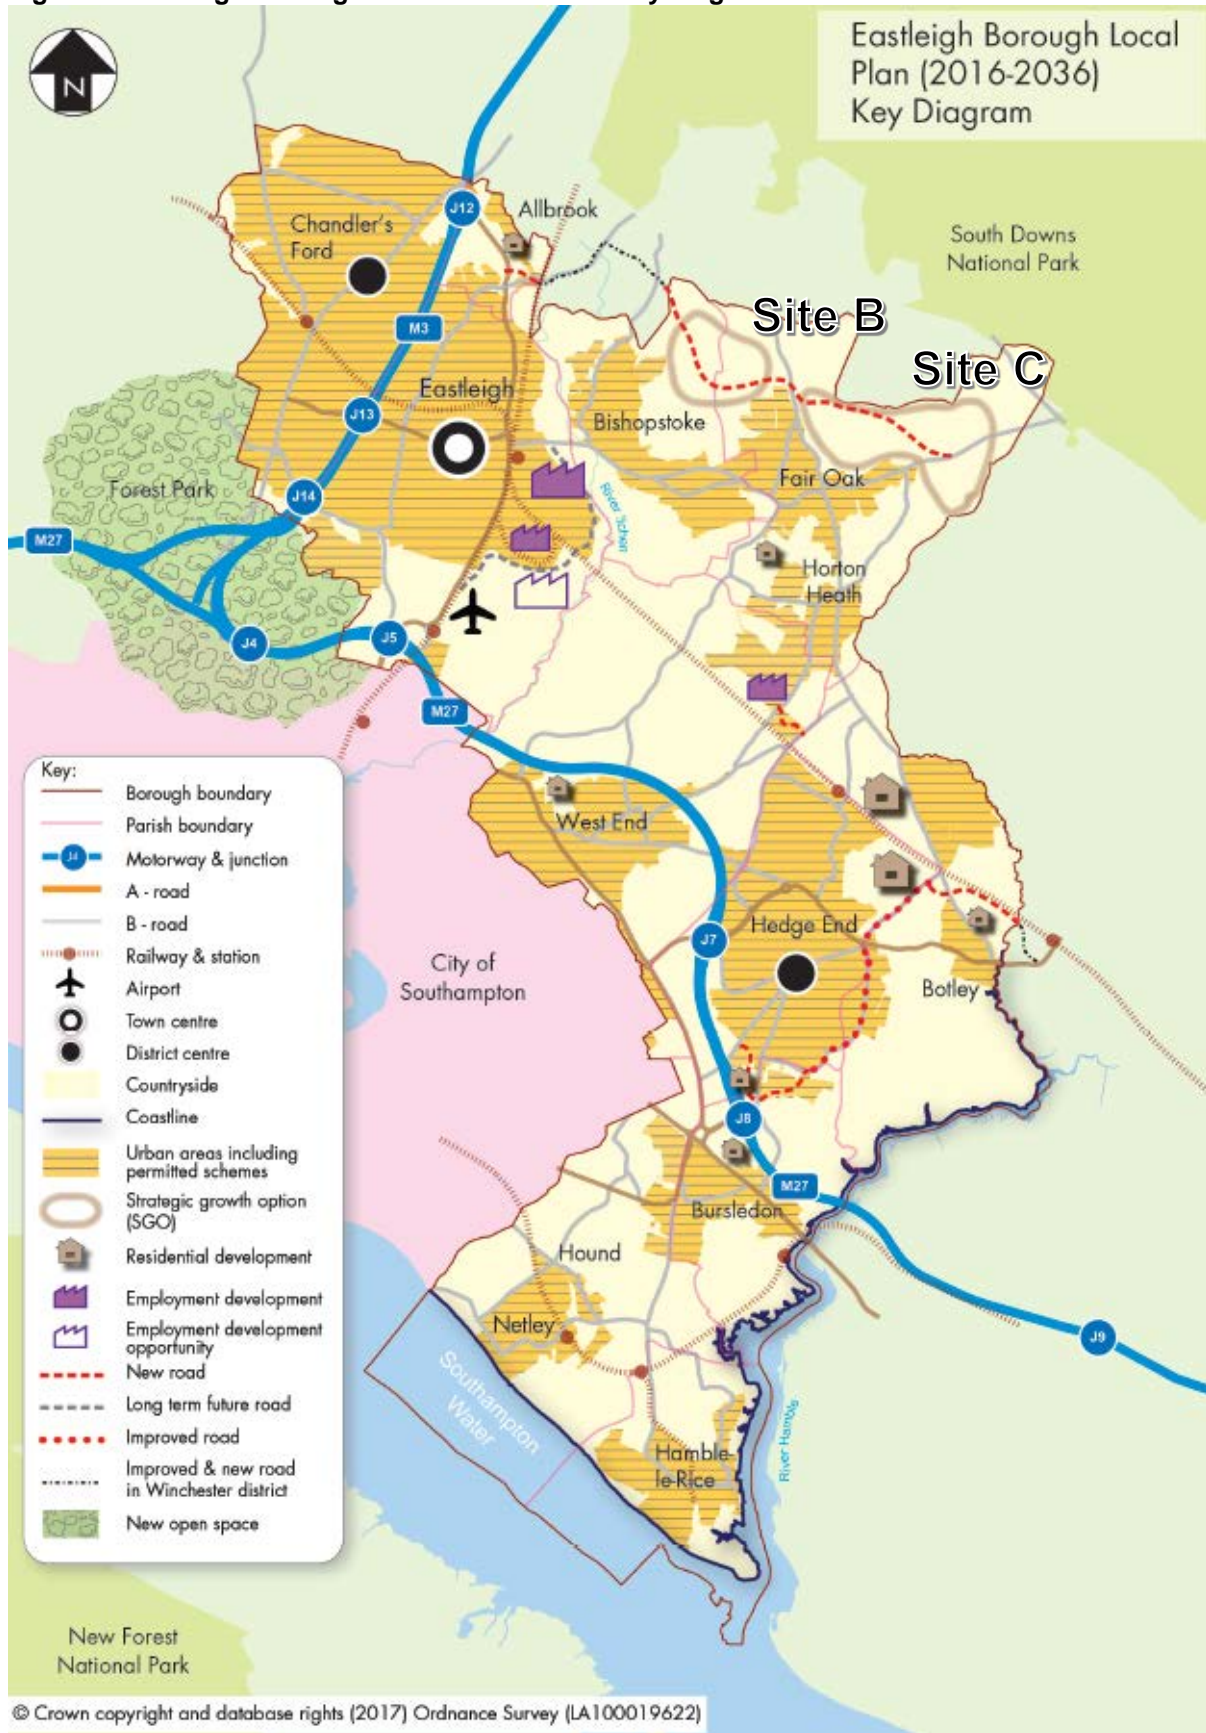 Eastleigh Borough Local
Plan (2016-2036)
Key Diagram
N
J12
Allbrook
Chandler's
Ford
South Downs
National Park
Site B
M3
Site C
Eastleigh
J13
Bishopstoke
Fair Oak
Forest Park
J14
River Itchen
M27
Horton
Heath
J4
J5
M27
Key:
Borough boundary
Parish boundary
J4
Motorway & junction
A - road
B - road
Railway & station
Airport
Town centre
District centre
Countryside
Coastline
Urban areas including
permitted schemes
Strategic growth option
(SGO)
Residential development
Employment development
Employment development
opportunity
New road
Long term future road
Improved road
Improved & new road
in Winchester district
New open space
West End
J7
Hedge End
City of
Southampton
Botley
J8
M27
Bursledon
Hound
Netley
J9
Southampton
Water
River Hamble
Hamble-
le-Rice
New Forest
National Park
© Crown copyright and database rights (2017) Ordnance Survey (LA100019622)